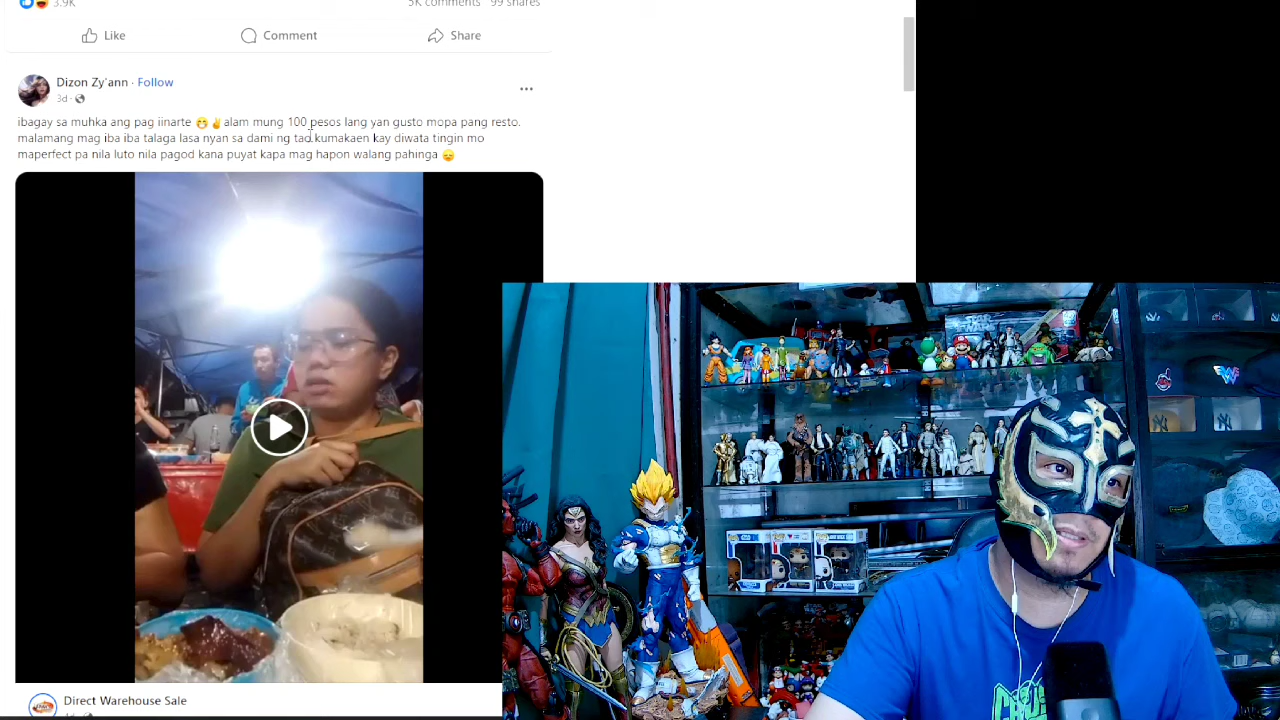 3.9K
5K comments 99 shares
Like Comment Share
Dizon Zy'ann · Follow
3d ·
ibagay sa muhka ang pag iinarte 😷✌alam mung 100 pesos lang yan gusto mopa pang resto.
malamang mag iba iba talaga lasa nyan sa dami ng tao kumakaen kay diwata tingin mo
maperfect pa nila luto nila pagod kana puyat kapa mag hapon walang pahinga 😞
STAR WARS
Direct Warehouse Sale